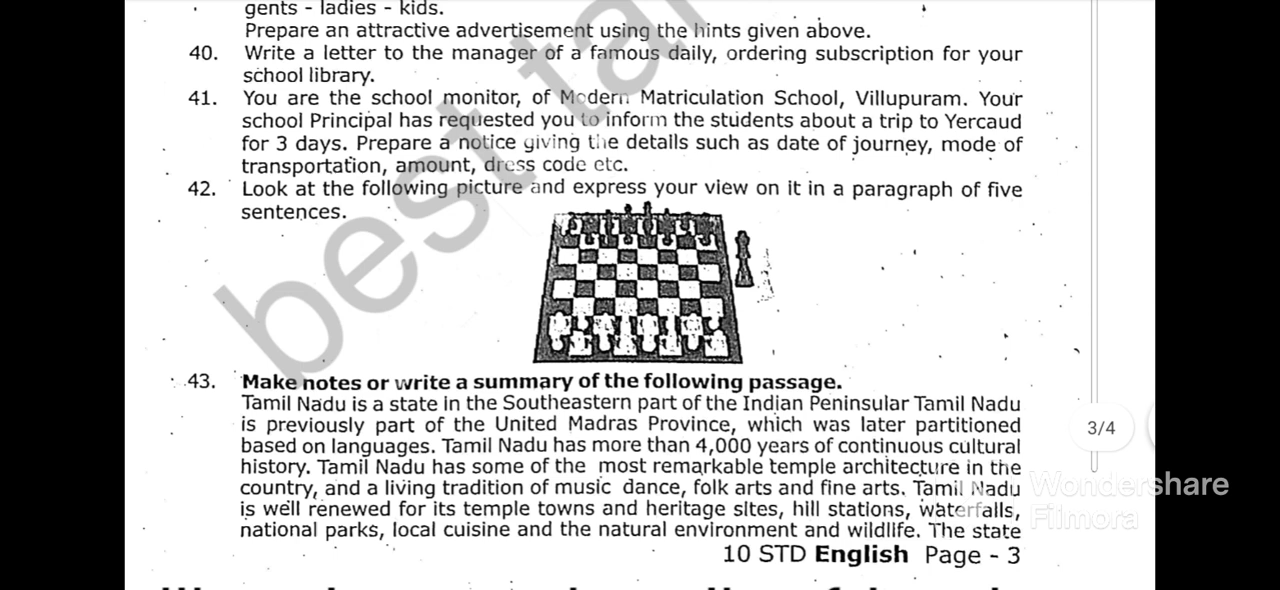 gents - ladies - kids.
Prepare an attractive advertisement using the hints given above.
40. Write a letter to the manager of a famous daily, ordering subscription for your
school library.
41. You are the school monitor, of Modern Matriculation School, Villupuram. Your
school Principal has requested you to inform the students about a trip to Yercaud
for 3 days. Prepare a notice giving the details such as date of journey, mode of
transportation, amount, dress code etc.
42. Look at the following picture and express your view on it in a paragraph of five
sentences.
43. Make notes or write a summary of the following passage.
Tamil Nadu is a state in the Southeastern part of the Indian Peninsular Tamil Nadu
is previously part of the United Madras Province, which was later partitioned
based on languages. Tamil Nadu has more than 4,000 years of continuous cultural
history. Tamil Nadu has some of the most remarkable temple architecture in the
country, and a living tradition of music dance, folk arts and fine arts. Tamil Nadu
is well renewed for its temple towns and heritage sites, hill stations, waterfalls,
national parks, local cuisine and the natural environment and wildlife. The state
10 STD English Page - 3
3/4
Wondershare
Filmora
best ta